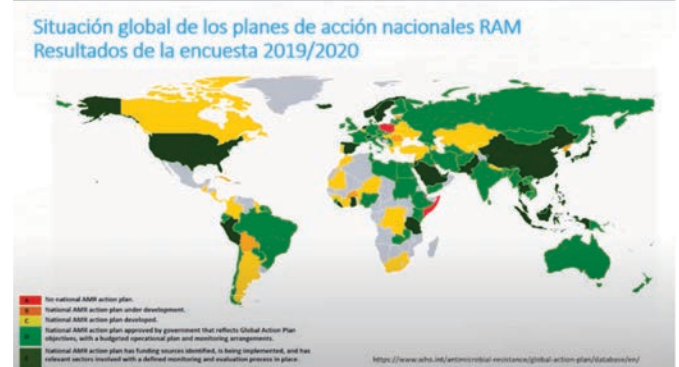 Situación global de los planes de acción nacionales RAM
Resultados de la encuesta 2019/2020
A No national AMR action plan.
B National AMR action plan under development.
C National AMR action plan developed.
D National AMR action plan approved by government that reflects Global Action Plan
objectives, with a budgeted operational plan and monitoring arrangements.
National AMR action plan has funding sources identified, is being implemented, and has
relevant sectors involved with a defined monitoring and evaluation process in place.
https://www.who.int/antimicrobial-resistance/global-action-plan/database/en/